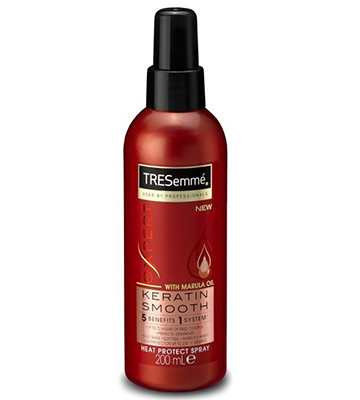 TRESemmé®
USED BY PROFESSIONALS
NEW
expert
WITH MARULA OIL
KERATIN
SMOOTH
5 BENEFITS 1 SYSTEM
HEAT PROTECT SPRAY
200 mL e